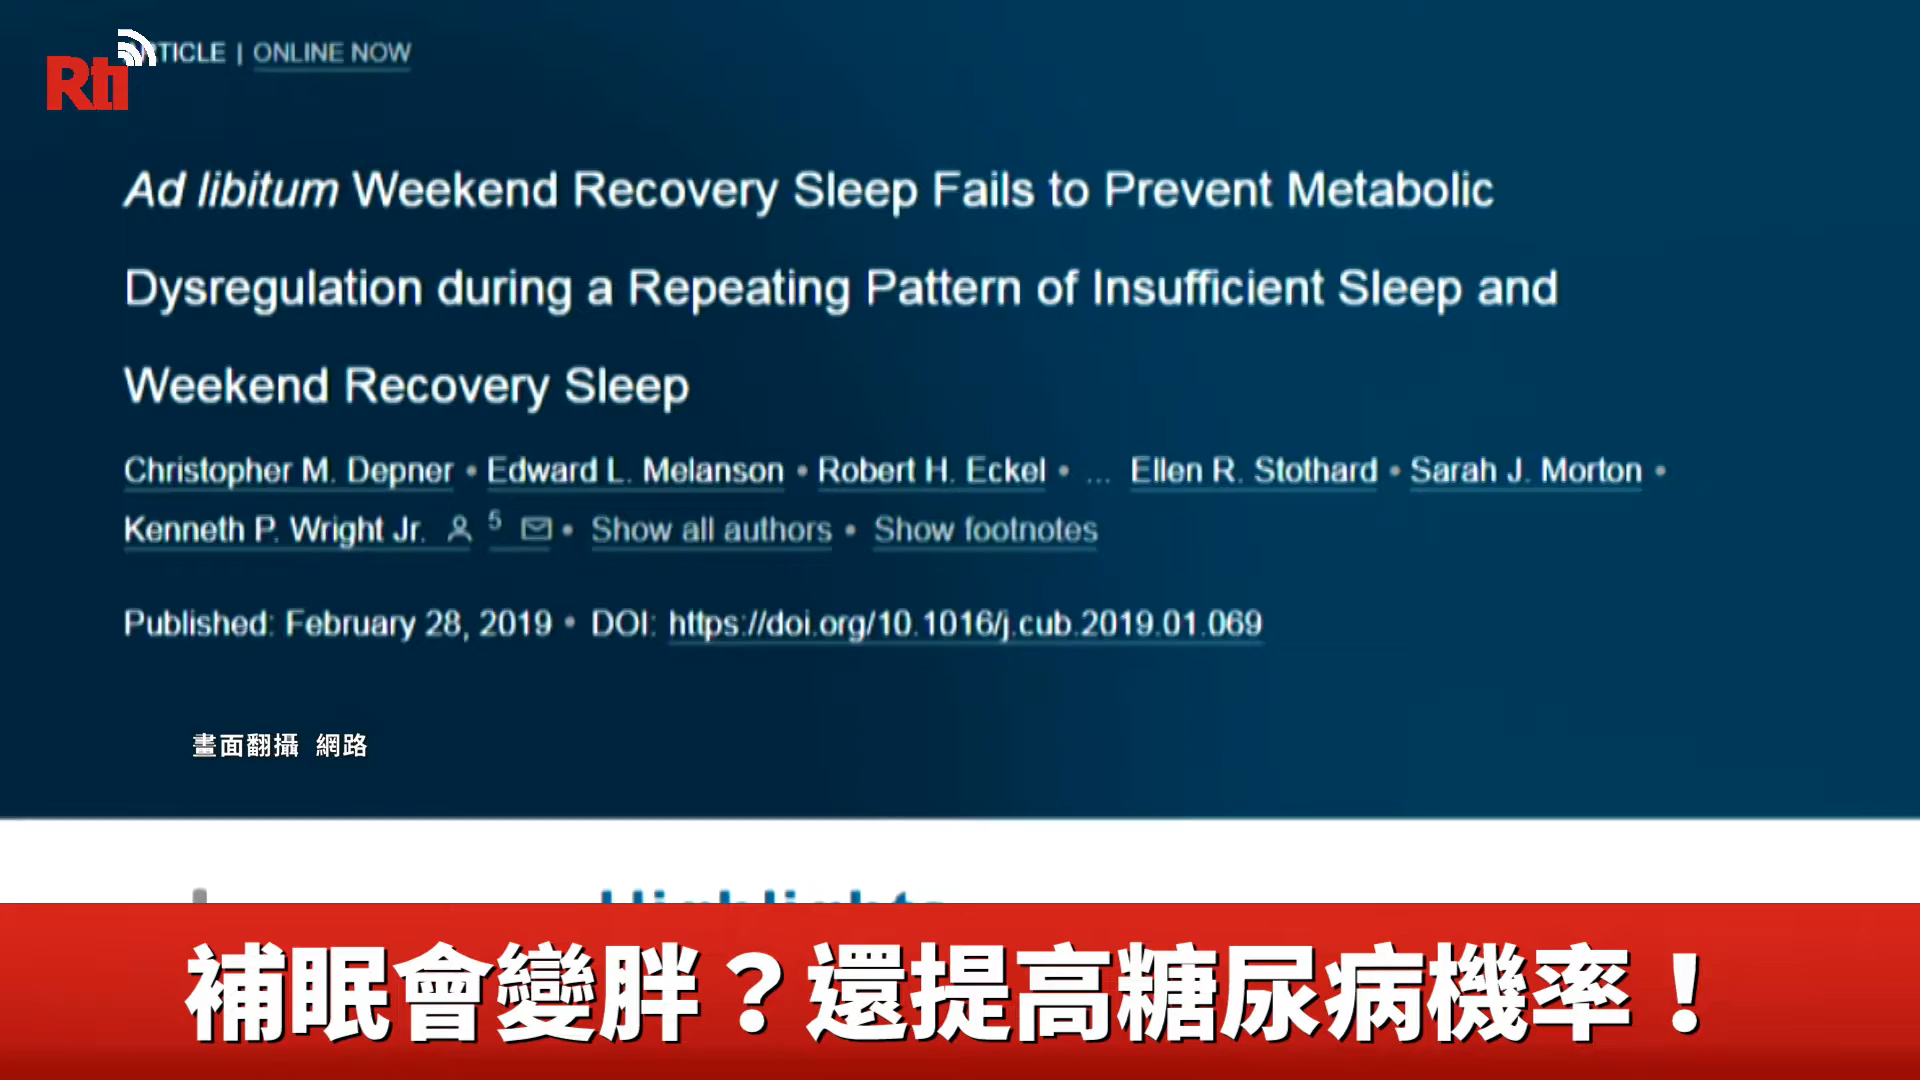 Rti
ARTICLE | ONLINE NOW
Ad libitum Weekend Recovery Sleep Fails to Prevent Metabolic
Dysregulation during a Repeating Pattern of Insufficient Sleep and
Weekend Recovery Sleep
Christopher M. Depner • Edward L. Melanson • Robert H. Eckel • ... Ellen R. Stothard • Sarah J. Morton •
Kenneth P. Wright Jr. 5 • Show all authors • Show footnotes
Published: February 28, 2019 • DOI: https://doi.org/10.1016/j.cub.2019.01.069
畫面翻攝 網路
Highlights
補眠會變胖？還提高糖尿病機率！